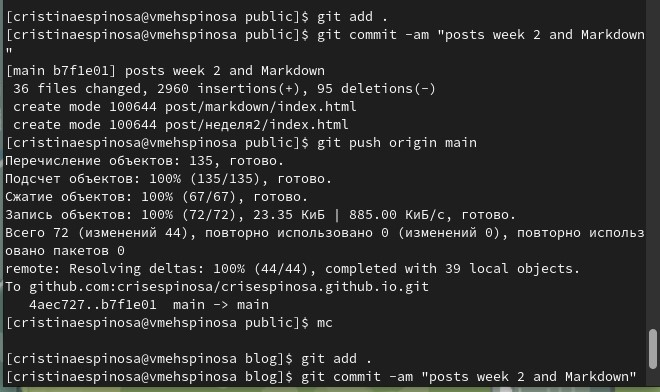 [cristinaespinosa@vmehspinosa public]$ git add .
[cristinaespinosa@vmehspinosa public]$ git commit -am "posts week 2 and Markdown
"
[main b7f1e01] posts week 2 and Markdown
 36 files changed, 2960 insertions(+), 95 deletions(-)
 create mode 100644 post/markdown/index.html
 create mode 100644 post/неделя2/index.html
[cristinaespinosa@vmehspinosa public]$ git push origin main
Перечисление объектов: 135, готово.
Подсчет объектов: 100% (135/135), готово.
Сжатие объектов: 100% (67/67), готово.
Запись объектов: 100% (72/72), 23.35 КиБ | 885.00 КиБ/с, готово.
Всего 72 (изменений 44), повторно использовано 0 (изменений 0), повторно использ
овано пакетов 0
remote: Resolving deltas: 100% (44/44), completed with 39 local objects.
To github.com:crisespinosa/crisespinosa.github.io.git
   4aec727..b7f1e01  main -> main
[cristinaespinosa@vmehspinosa public]$ mc
[cristinaespinosa@vmehspinosa blog]$ git add .
[cristinaespinosa@vmehspinosa blog]$ git commit -am "posts week 2 and Markdown"